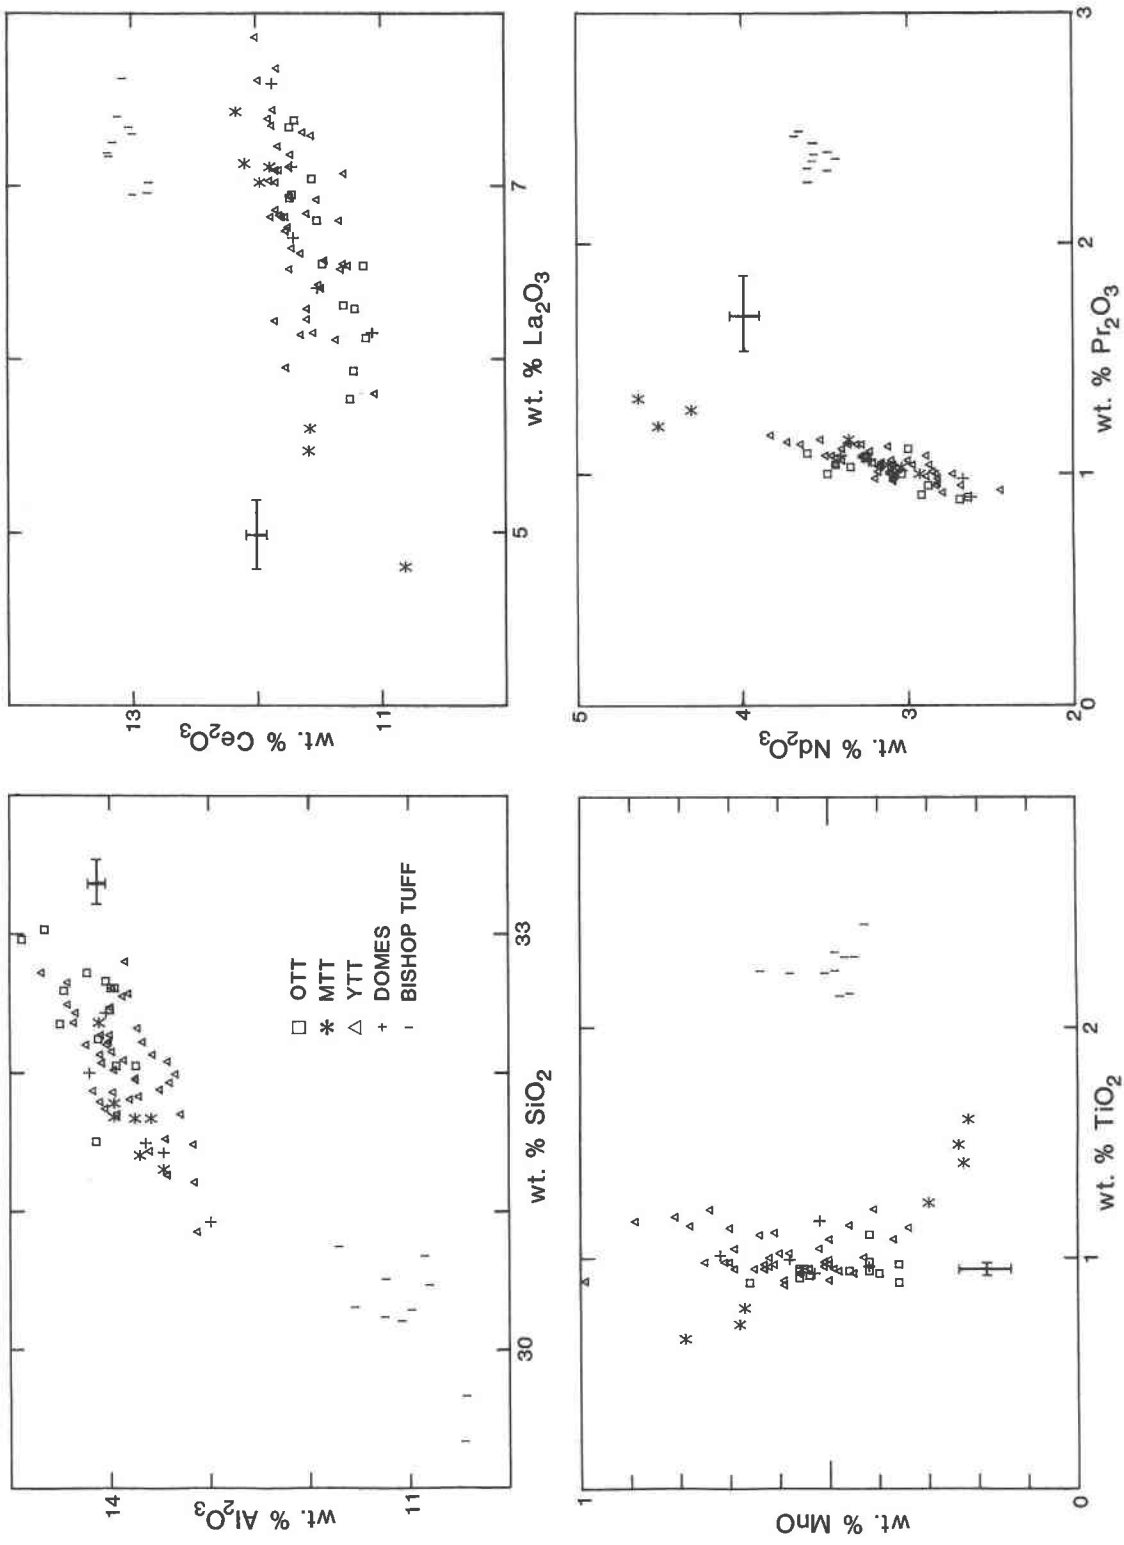 13
11
wt. % Ce2O3
7
5
wt. % La2O3
5
4
3
2
wt. % Nd2O3
3
2
1
0
wt. % Pr2O3
14
11
wt. % Al2O3
33
30
wt. % SiO2
OTT
MTT
YTT
DOMES
BISHOP TUFF
1
0
wt. % MnO
2
1
wt. % TiO2